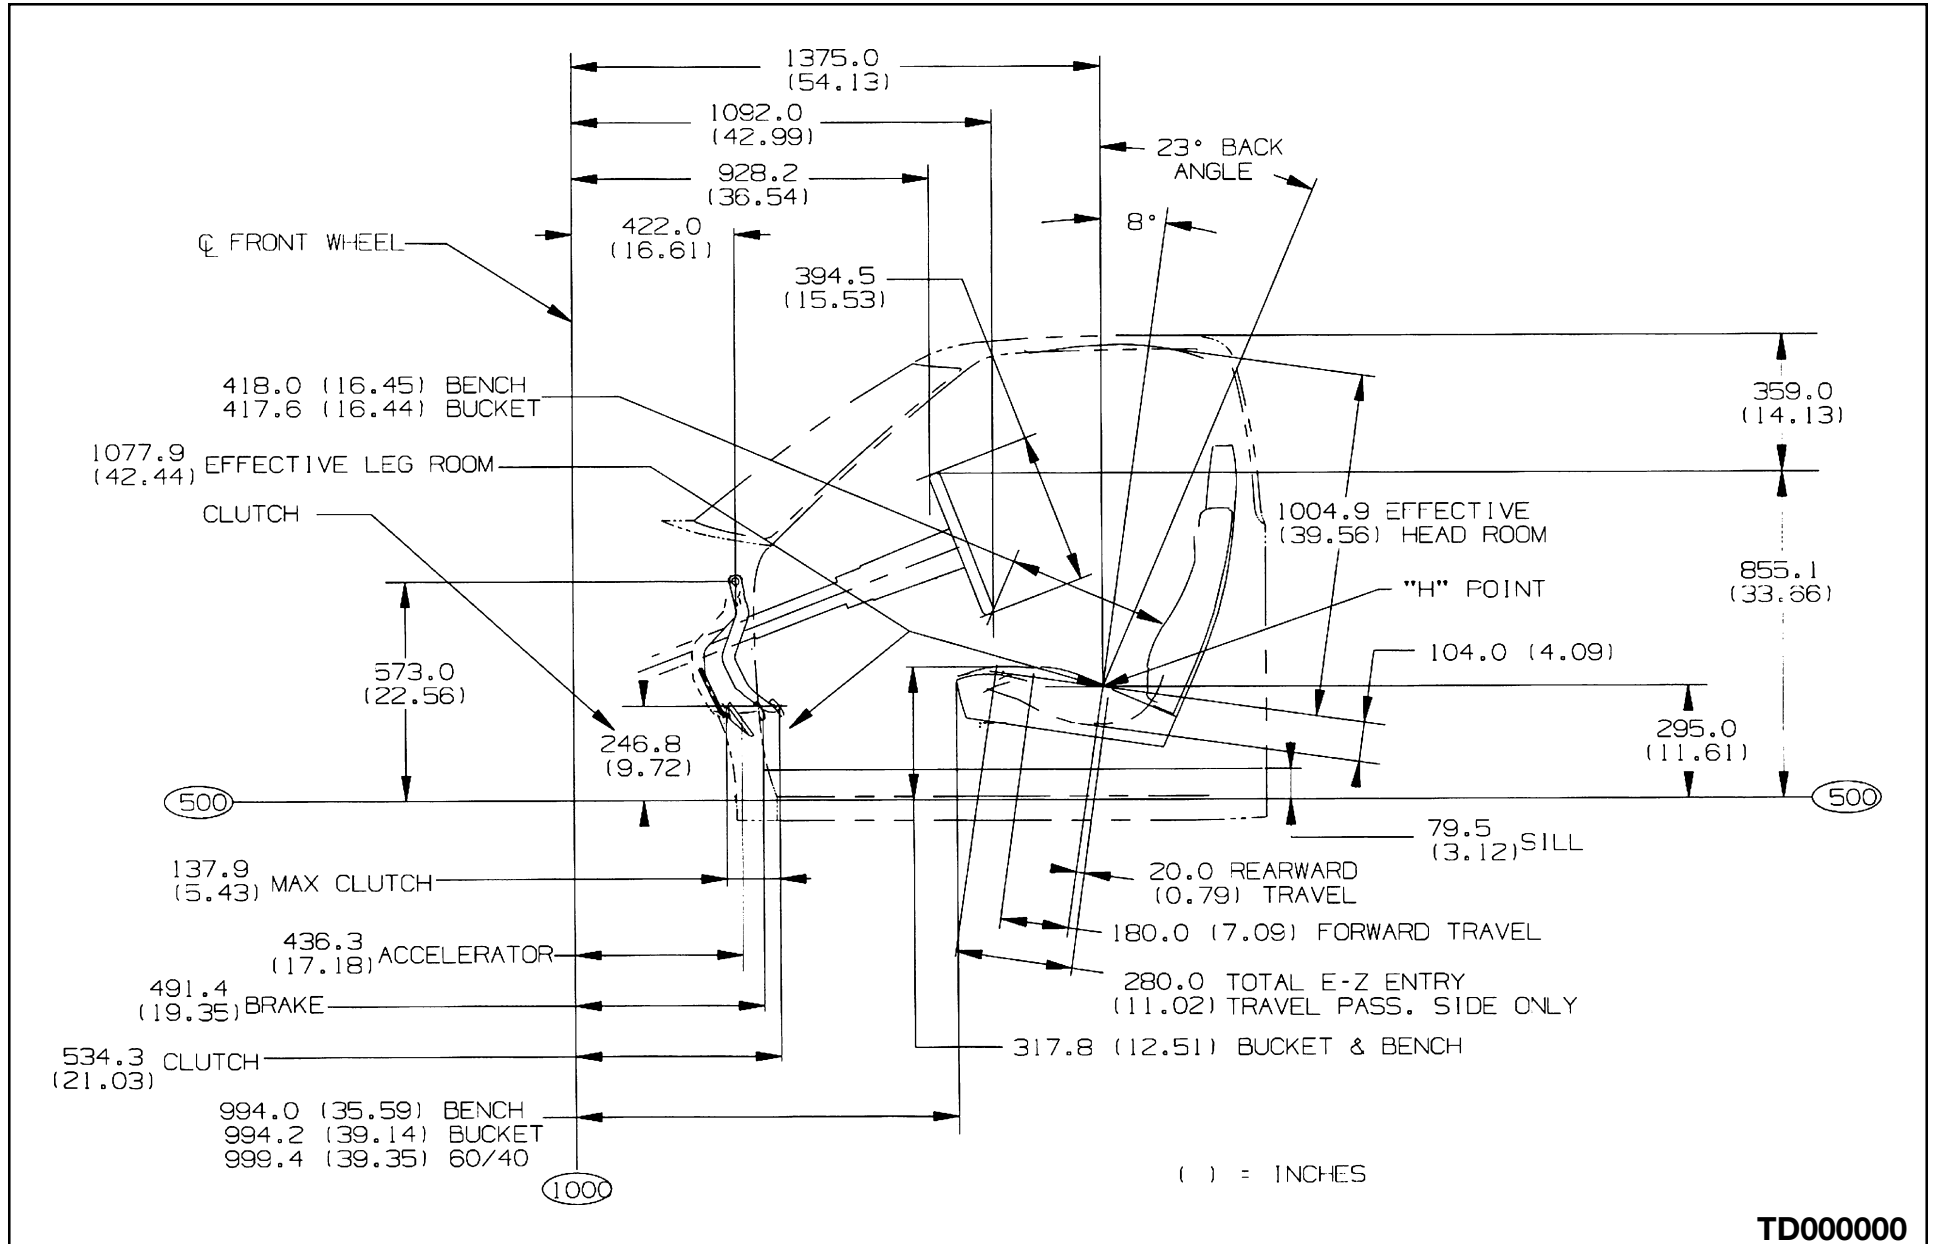 1375.0
(54.13)
1092.0
(42.99)
23° BACK
ANGLE
928.2
(36.54)
8°
422.0
(16.61)
℄ FRONT WHEEL
394.5
(15.53)
418.0 (16.45) BENCH
417.6 (16.44) BUCKET
359.0
(14.13)
1077.9
(42.44) EFFECTIVE LEG ROOM
CLUTCH
1004.9 EFFECTIVE
(39.56) HEAD ROOM
855.1
(33.66)
"H" POINT
104.0 (4.09)
573.0
(22.56)
295.0
(11.61)
246.8
(9.72)
500
500
79.5
(3.12) SILL
137.9
(5.43) MAX CLUTCH
20.0 REARWARD
(0.79) TRAVEL
180.0 (7.09) FORWARD TRAVEL
436.3
(17.18) ACCELERATOR
280.0 TOTAL E-Z ENTRY
(11.02) TRAVEL PASS. SIDE ONLY
491.4
(19.35) BRAKE
317.8 (12.51) BUCKET & BENCH
534.3 CLUTCH
(21.03)
994.0 (35.59) BENCH
994.2 (39.14) BUCKET
999.4 (39.35) 60/40
( ) = INCHES
1000
TD000000